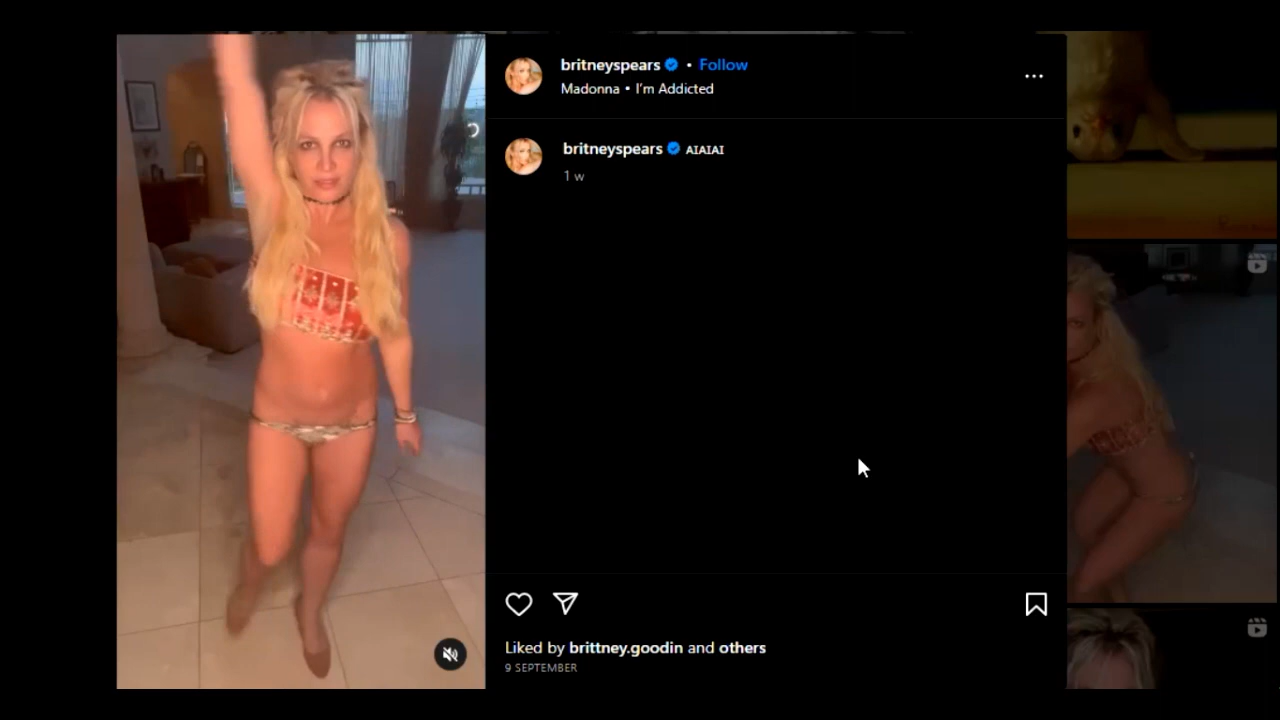 britneyspears • Follow
Madonna • I'm Addicted
britneyspears AIAIAI
1 w
Liked by brittney.goodin and others
9 SEPTEMBER